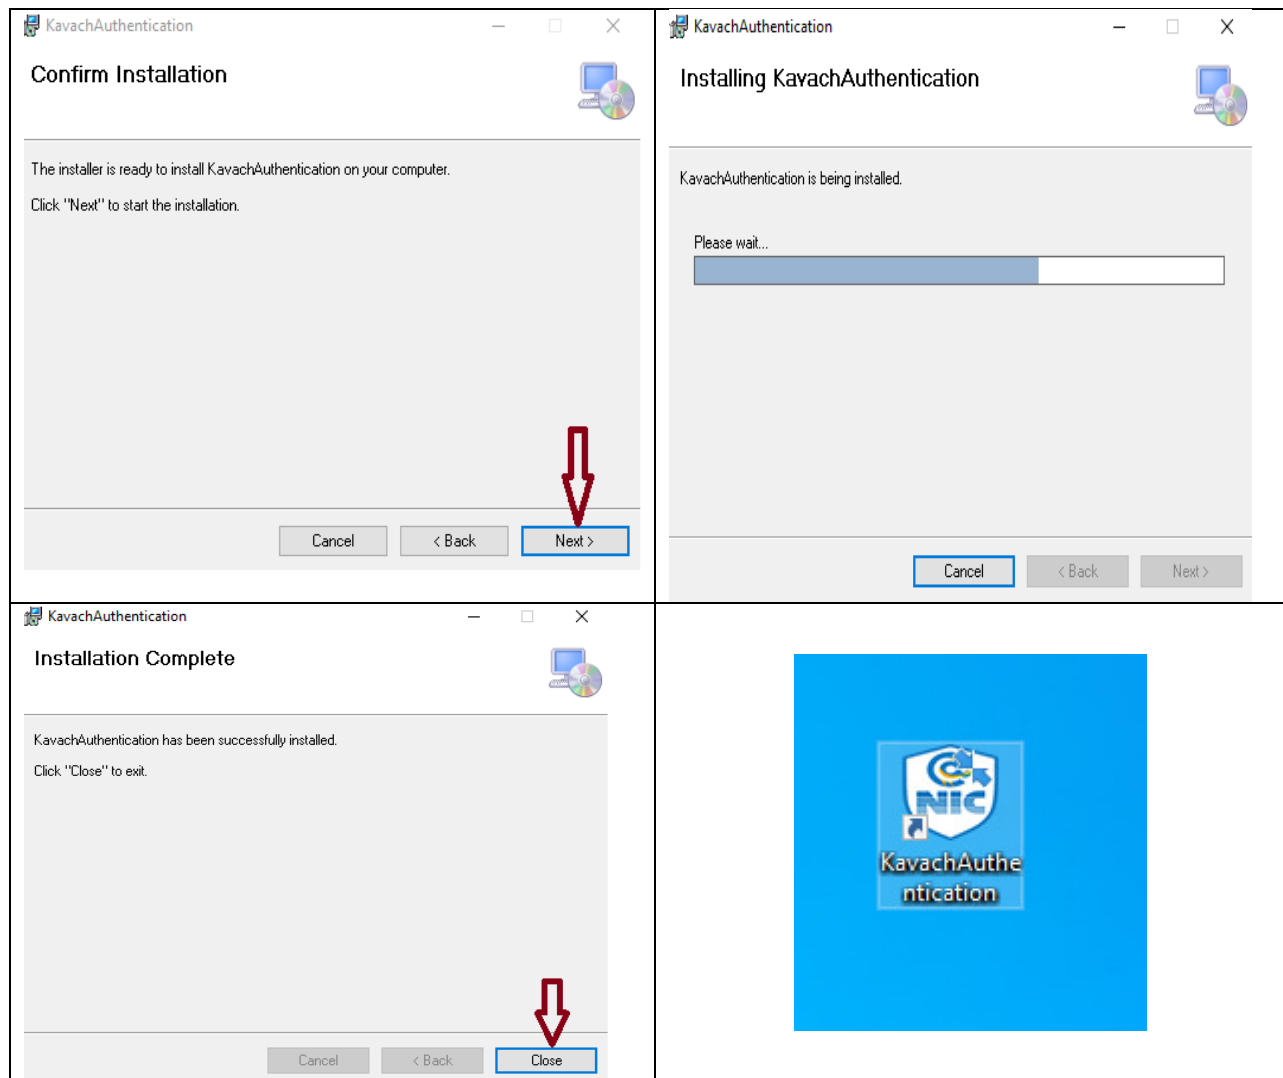 KavachAuthentication
Confirm Installation
The installer is ready to install KavachAuthentication on your computer.
Click "Next" to start the installation.
Cancel
< Back
Next >
KavachAuthentication
Installing KavachAuthentication
KavachAuthentication is being installed.
Please wait...
Cancel
< Back
Next >
KavachAuthentication
Installation Complete
KavachAuthentication has been successfully installed.
Click "Close" to exit.
Cancel
< Back
Close
NIC
KavachAuthe
ntication